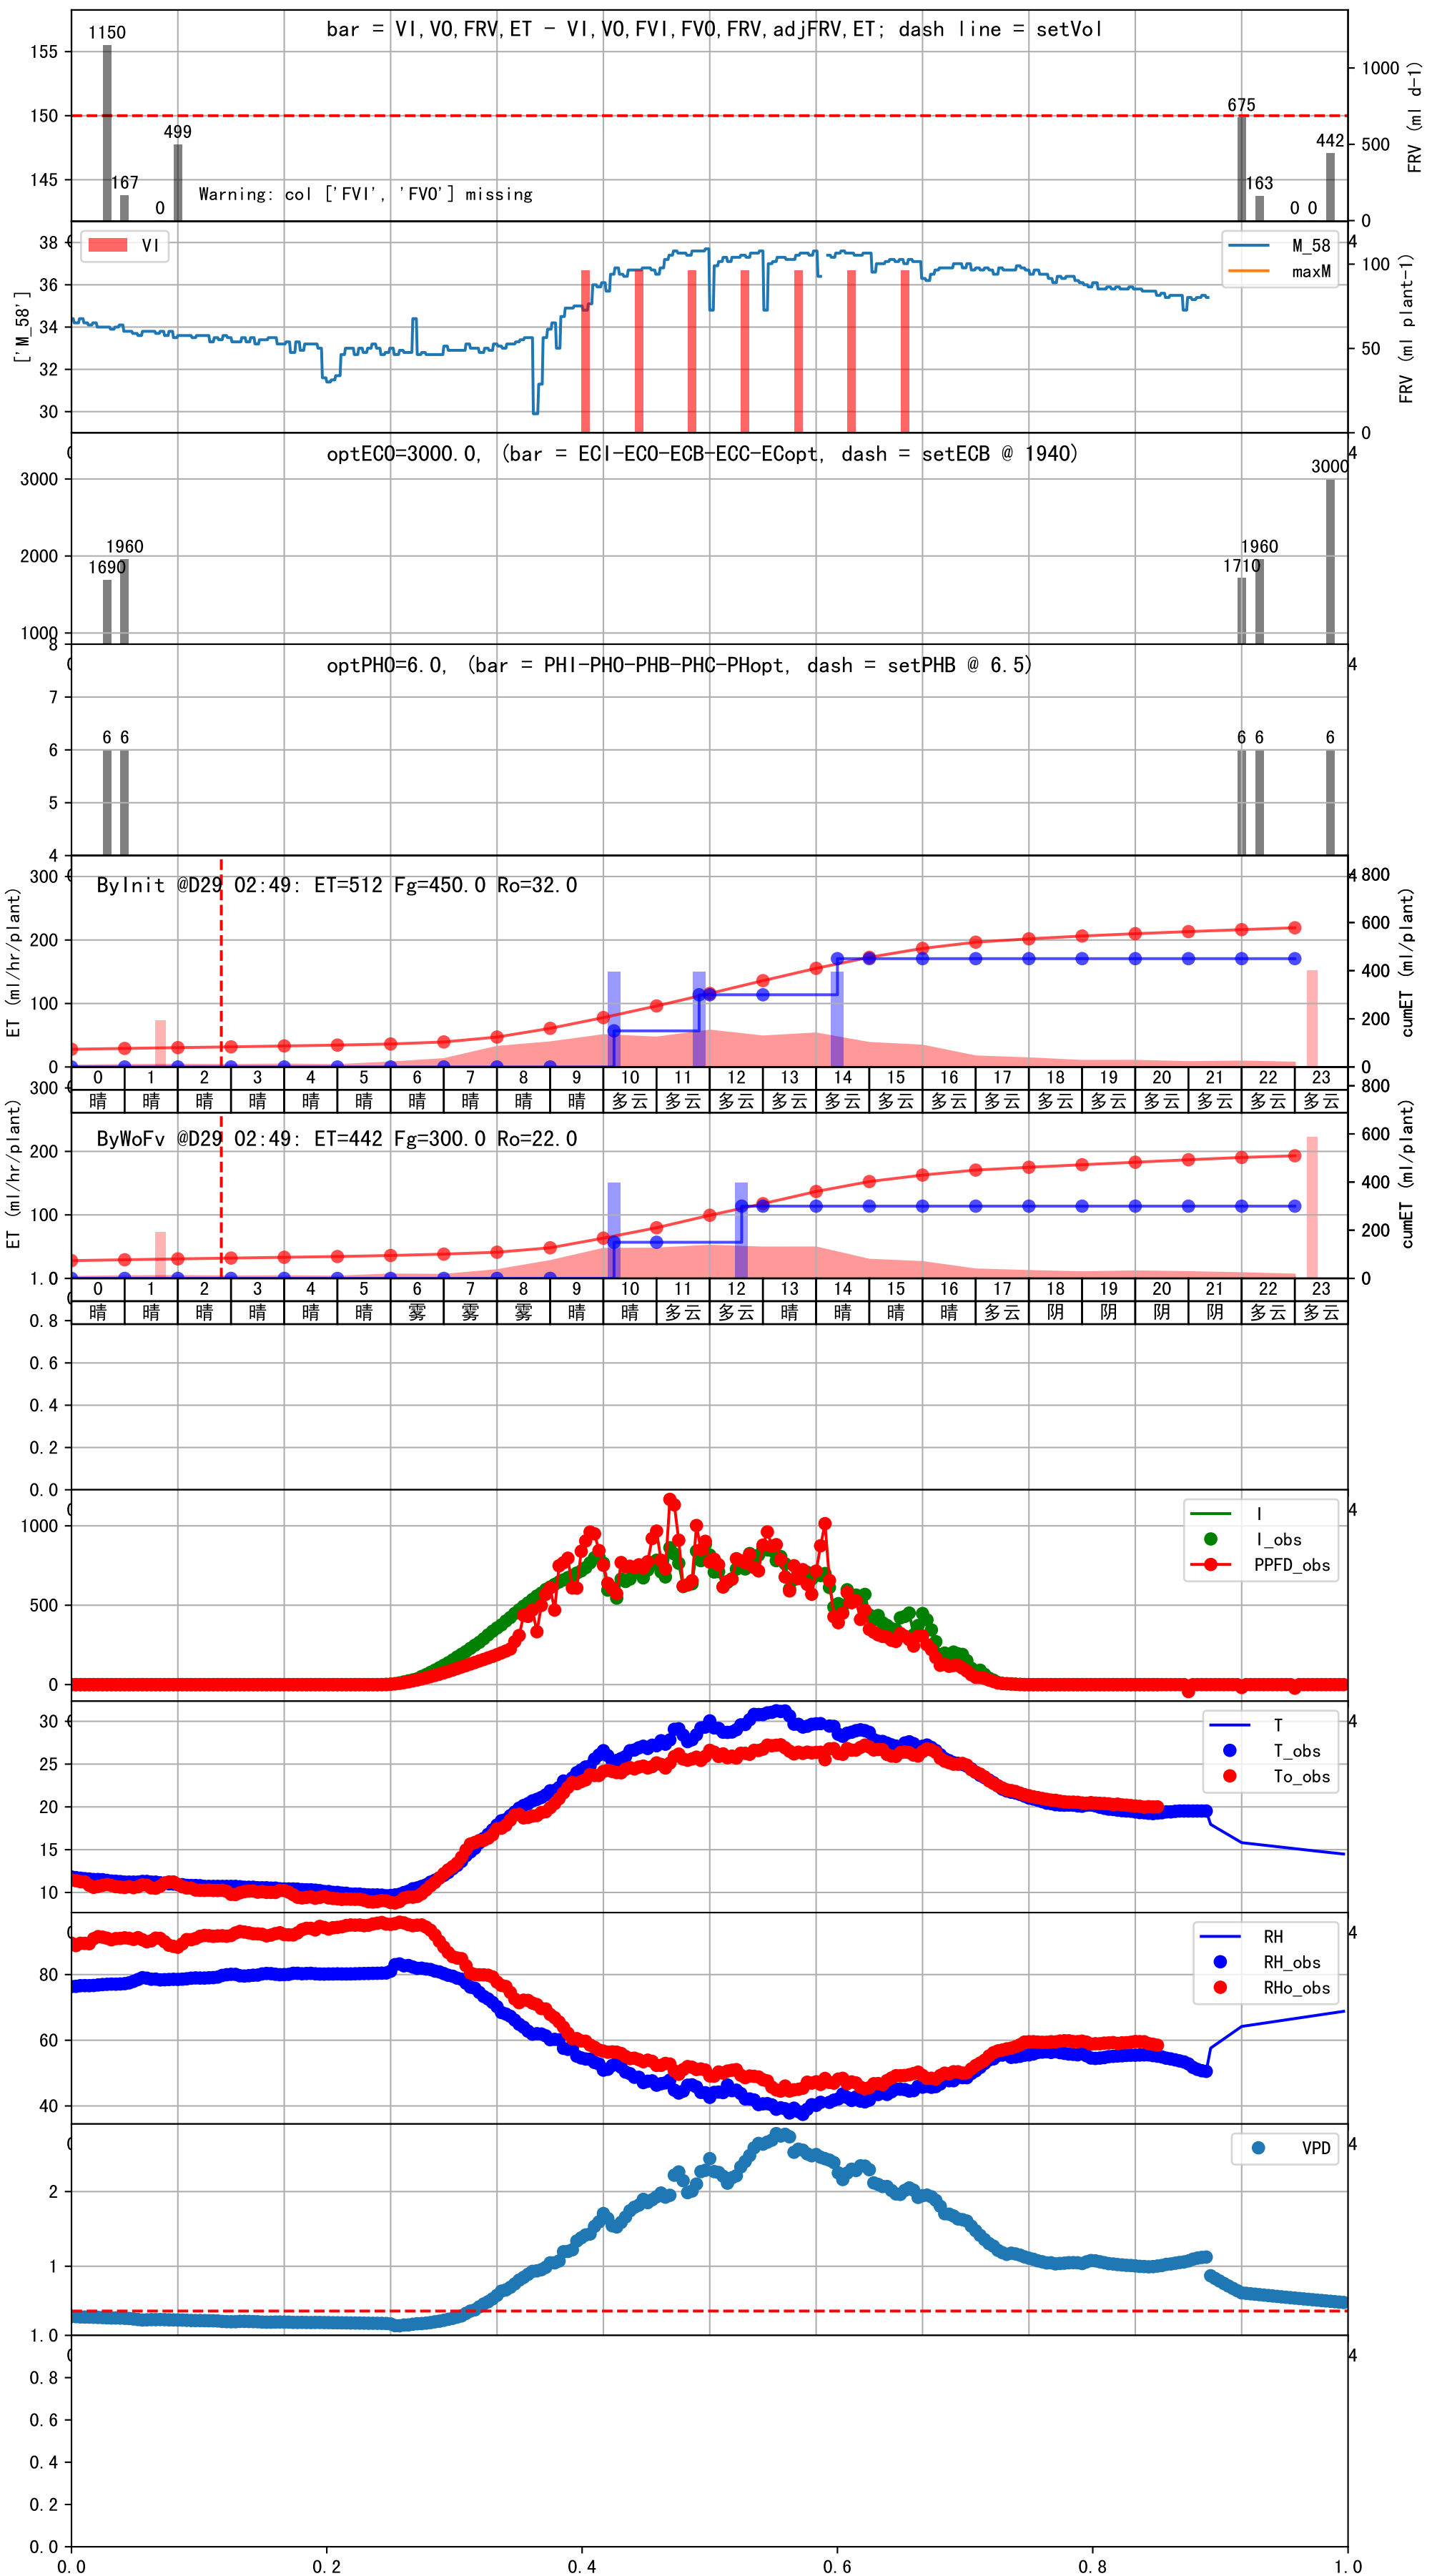 bar = VI,VO,FRV,ET - VI,VO,FVI,FVO,FRV,adjFRV,ET; dash line = setVol
1150
167
0
499
675
163
0 0
442
Warning: col ['FVI', 'FVO'] missing
155
150
145
1000
500
0
FRV (ml d-1)
VI
M_58
maxM
38
36
34
32
30
['M_58']
4
100
50
0
FRV (ml plant-1)
optECO=3000.0, (bar = ECI-ECO-ECB-ECC-ECopt, dash = setECB @ 1940)
4
3000
2000
1000
1690
1960
1710
1960
3000
optPHO=6.0, (bar = PHI-PHO-PHB-PHC-PHopt, dash = setPHB @ 6.5)
4
8
7
6
5
4
6 6
6 6
6
ByInit @D29 02:49: ET=512 Fg=450.0 Ro=32.0
300
200
100
0
ET (ml/hr/plant)
800
600
400
200
0
cumET (ml/plant)
0 1 2 3 4 5 6 7 8 9 10 11 12 13 14 15 16 17 18 19 20 21 22 23
晴 晴 晴 晴 晴 晴 晴 晴 晴 晴 多云 多云 多云 多云 多云 多云 多云 多云 多云 多云 多云 多云 多云 多云
ByWoFv @D29 02:49: ET=442 Fg=300.0 Ro=22.0
300
200
100
ET (ml/hr/plant)
800
600
400
200
0
cumET (ml/plant)
0 1 2 3 4 5 6 7 8 9 10 11 12 13 14 15 16 17 18 19 20 21 22 23
晴 晴 晴 晴 晴 晴 雾 雾 雾 晴 晴 多云 多云 晴 晴 晴 晴 多云 阴 阴 阴 阴 多云 多云
1.0
0.8
0.6
0.4
0.2
0.0
4
1000
500
0
I
I_obs
PPFD_obs
4
30
25
20
15
10
T
T_obs
To_obs
4
80
60
40
RH
RH_obs
RHo_obs
4
2
1
VPD
4
1.0
0.8
0.6
0.4
0.2
0.0
0.0 0.2 0.4 0.6 0.8 1.0